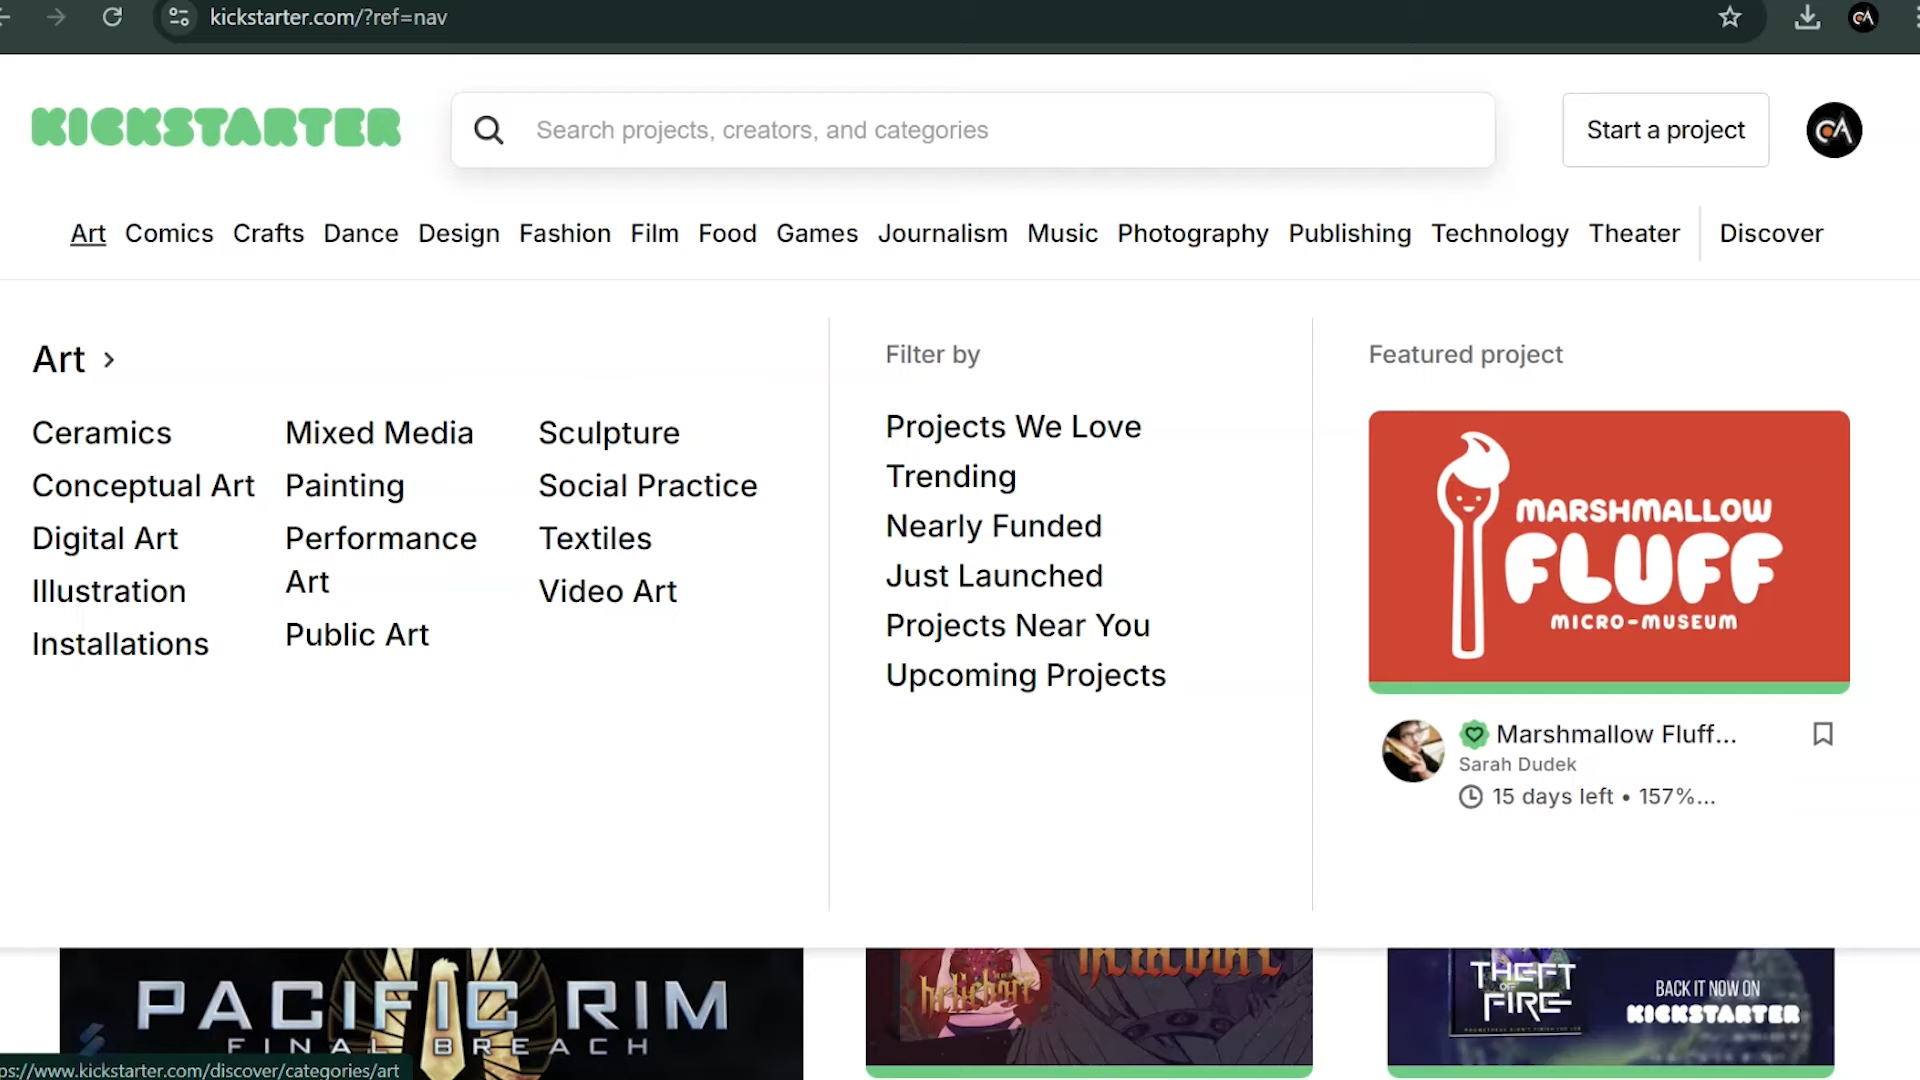 kickstarter.com/?ref=nav
KICKSTARTER
Search projects, creators, and categories
Start a project
Art Comics Crafts Dance Design Fashion Film Food Games Journalism Music Photography Publishing Technology Theater Discover
Art
Ceramics
Conceptual Art
Digital Art
Illustration
Installations
Mixed Media
Painting
Performance
Art
Public Art
Sculpture
Social Practice
Textiles
Video Art
Filter by
Projects We Love
Trending
Nearly Funded
Just Launched
Projects Near You
Upcoming Projects
Featured project
MARSHMALLOW
FLUFF
MICRO-MUSEUM
Marshmallow Fluff...
Sarah Dudek
15 days left • 157%...
PACIFIC RIM
FINAL BREACH
THEFT
OF
FIRE
BACK IT NOW ON
KICKSTARTER
ps://www.kickstarter.com/discover/categories/art